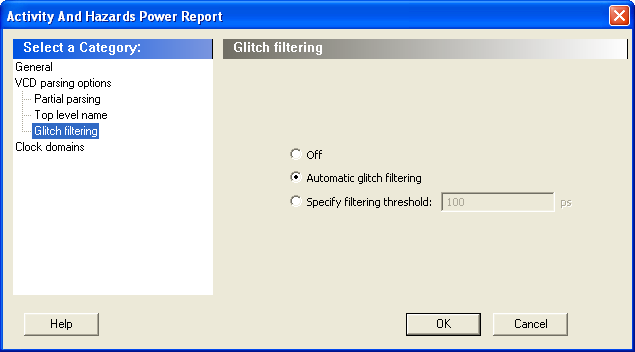 Activity And Hazards Power Report
Select a Category:
General
VCD parsing options
Partial parsing
Top level name
Glitch filtering
Clock domains
Glitch filtering
Off
Automatic glitch filtering
Specify filtering threshold: 100 ps
Help
OK
Cancel